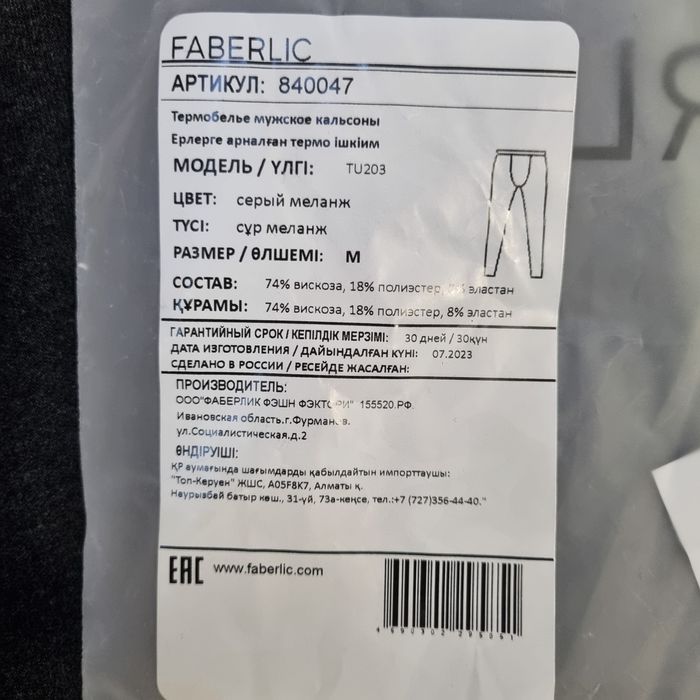 FABERLIC
АРТИКУЛ: 840047
Термобелье мужское кальсоны
Ерлерге арналған термо ішкіим
МОДЕЛЬ / ҮЛГІ: TU203
ЦВЕТ: серый меланж
ТҮСІ: сұр меланж
РАЗМЕР / ӨЛШЕМІ: M
СОСТАВ: 74% вискоза, 18% полиэстер, эластан
ҚҰРАМЫ: 74% вискоза, 18% полиэстер, 8% эластан
ГАРАНТИЙНЫЙ СРОК / КЕПІЛДІК МЕРЗІМІ: 30 дней / 30күн
ДАТА ИЗГОТОВЛЕНИЯ / ДАЙЫНДАЛҒАН КҮНІ: 07.2023
СДЕЛАНО В РОССИИ / РЕСЕЙДЕ ЖАСАЛҒАН:
ПРОИЗВОДИТЕЛЬ:
ООО"ФАБЕРЛИК ФЭШН ФЭКТОРИ" 155520.РФ.
Ивановская область.г.Фурманов.
ул.Социалистическая.д.2
ӨНДІРУШІ:
ҚР аумағында шағымдарды қабылдайтын импорттаушы:
"Топ-Керуен" ЖШС, A05F8K7, Алматы қ.
Наурызбай батыр көш., 31-үй, 73а-кеңсе, тел.:+7 (727)356-44-40."
EAC www.faberlic.com